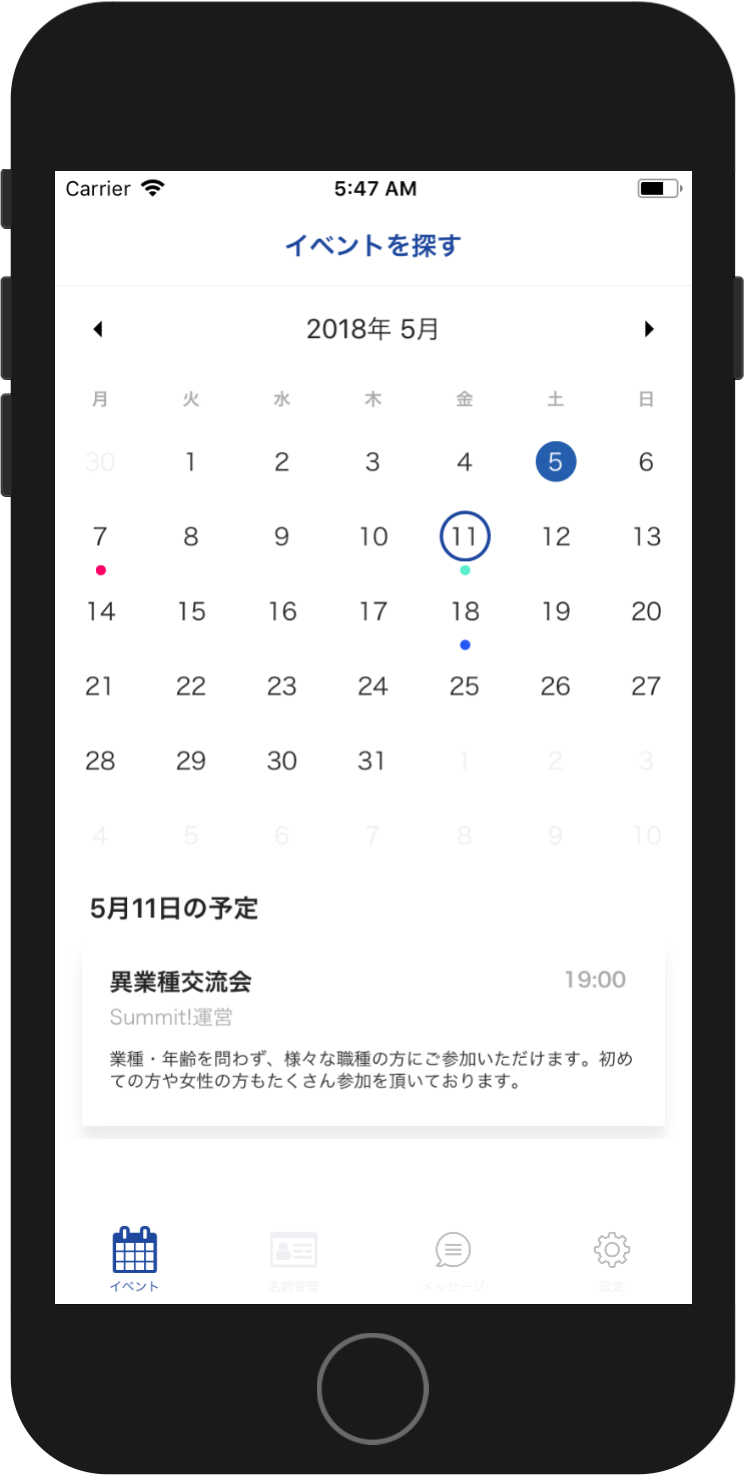 Carrier 5:47 AM
イベントを探す
2018年 5月
月 火 水 木 金 土 日
30 1 2 3 4 5 6
7 8 9 10 11 12 13
14 15 16 17 18 19 20
21 22 23 24 25 26 27
28 29 30 31 1 2 3
4 5 6 7 8 9 10
5月11日の予定
異業種交流会 19:00
Summit!運営
業種・年齢を問わず、様々な職種の方にご参加いただけます。初め
ての方や女性の方もたくさん参加を頂いております。
イベント 名刺管理 メッセージ 設定